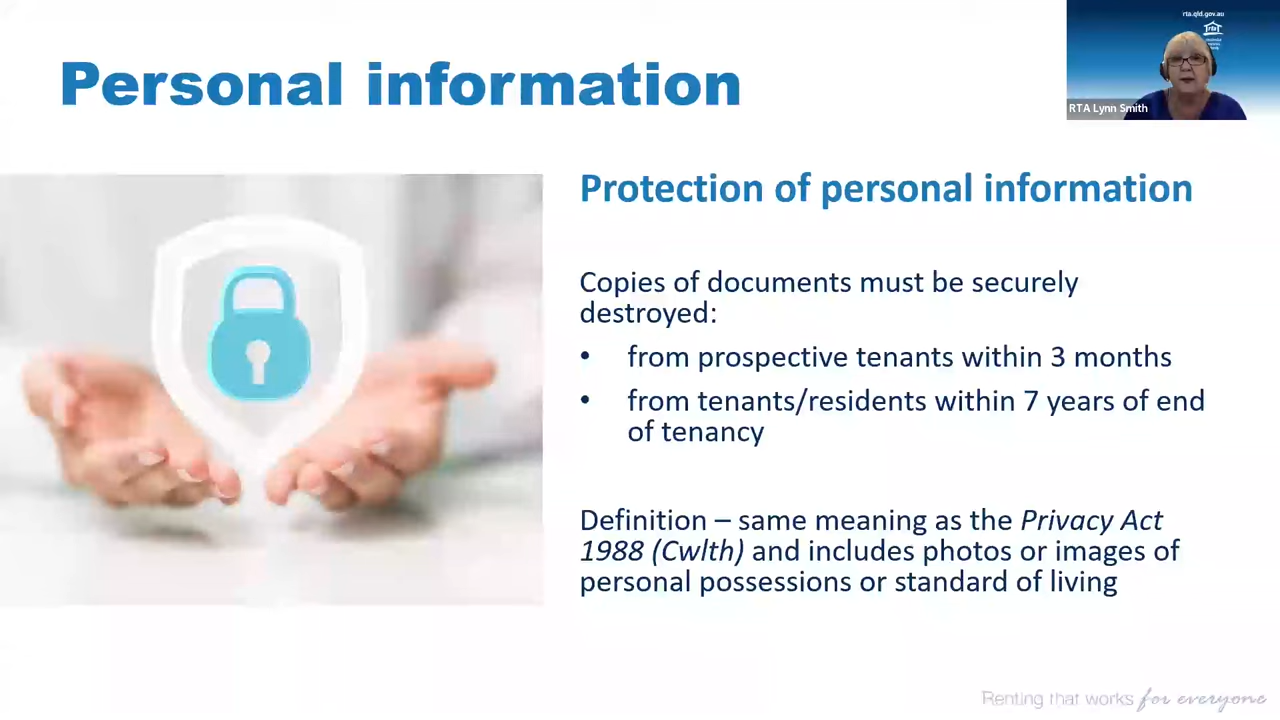 Personal information
rta.qld.gov.au
rta
RTA Lynn Smith
Protection of personal information
Copies of documents must be securely
destroyed:
• from prospective tenants within 3 months
• from tenants/residents within 7 years of end
of tenancy
Definition – same meaning as the Privacy Act
1988 (Cwlth) and includes photos or images of
personal possessions or standard of living
Renting that works for everyone